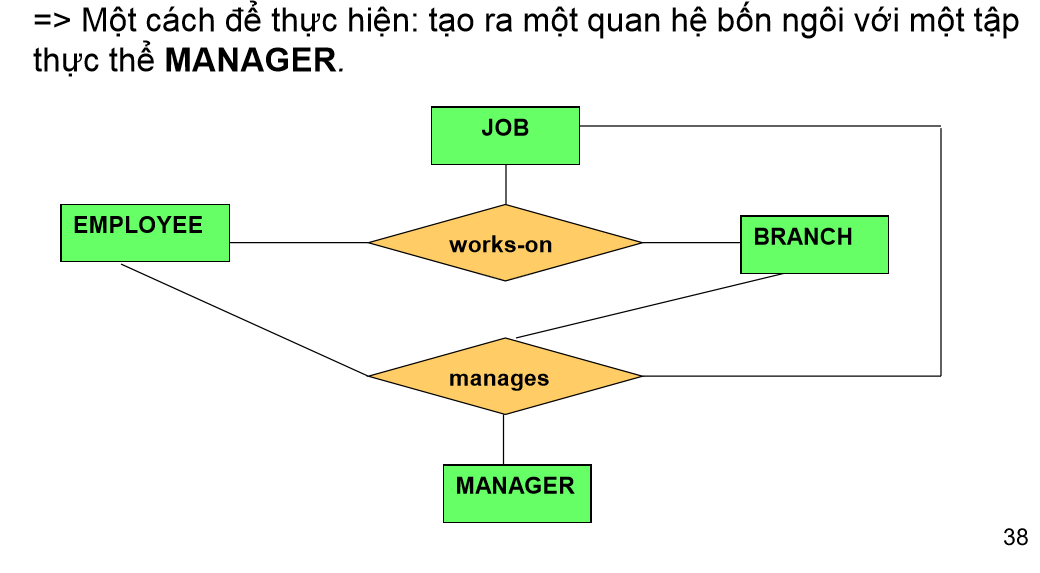 => Một cách để thực hiện: tạo ra một quan hệ bốn ngôi với một tập
thực thể MANAGER.
JOB
EMPLOYEE
works-on
BRANCH
manages
MANAGER
38